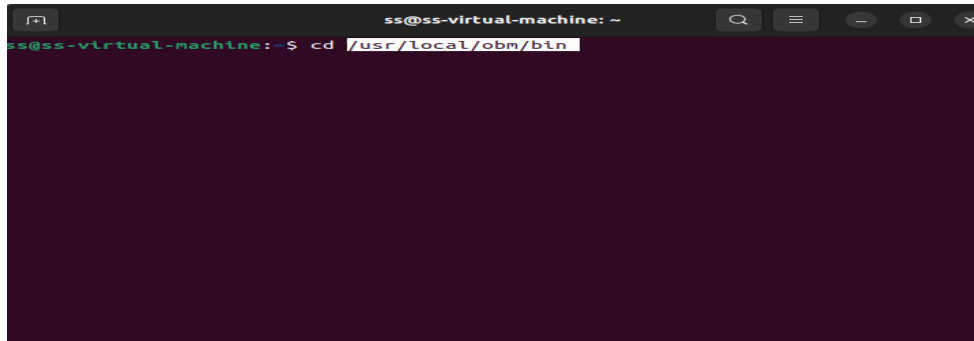 ss@ss-virtual-machine: ~
ss@ss-virtual-machine:~$ cd /usr/local/obm/bin